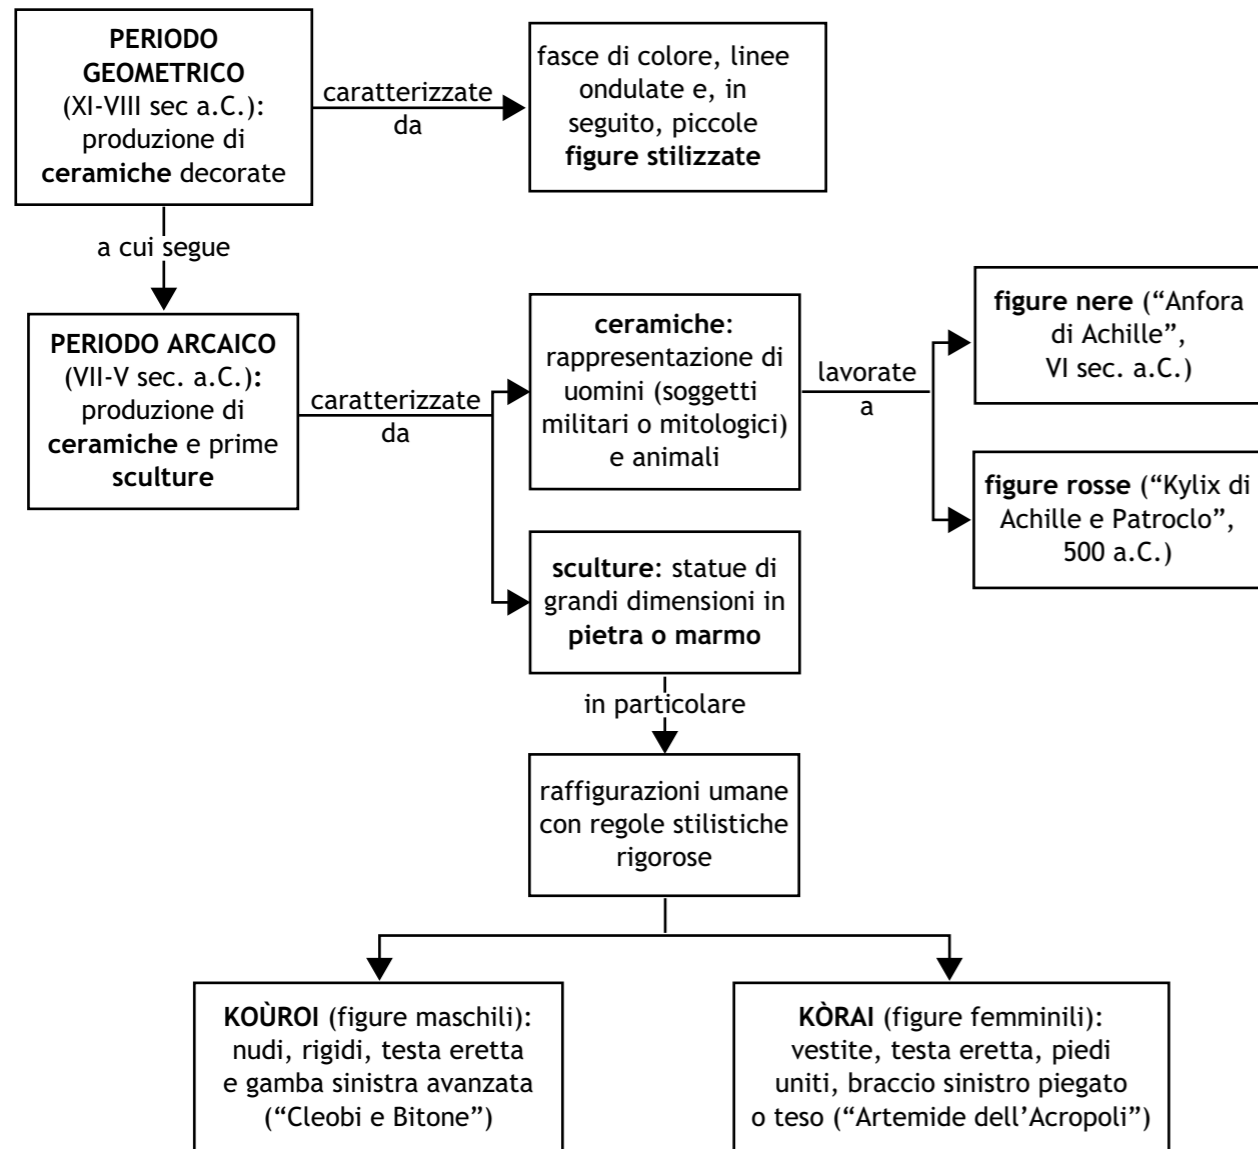 PERIODO
GEOMETRICO
(XI-VIII sec a.C.):
produzione di
ceramiche decorate
caratterizzate
da
fasce di colore, linee
ondulate e, in
seguito, piccole
figure stilizzate
a cui segue
PERIODO ARCAICO
(VII-V sec. a.C.):
produzione di
ceramiche e prime
sculture
caratterizzate
da
ceramiche:
rappresentazione di
uomini (soggetti
militari o mitologici)
e animali
lavorate
a
figure nere (“Anfora
di Achille”,
VI sec. a.C.)
figure rosse (“Kylix di
Achille e Patroclo”,
500 a.C.)
sculture: statue di
grandi dimensioni in
pietra o marmo
in particolare
raffigurazioni umane
con regole stilistiche
rigorose
KOÙROI (figure maschili):
nudi, rigidi, testa eretta
e gamba sinistra avanzata
(“Cleobi e Bitone”)
KÒRAI (figure femminili):
vestite, testa eretta, piedi
uniti, braccio sinistro piegato
o teso (“Artemide dell’Acropoli”)